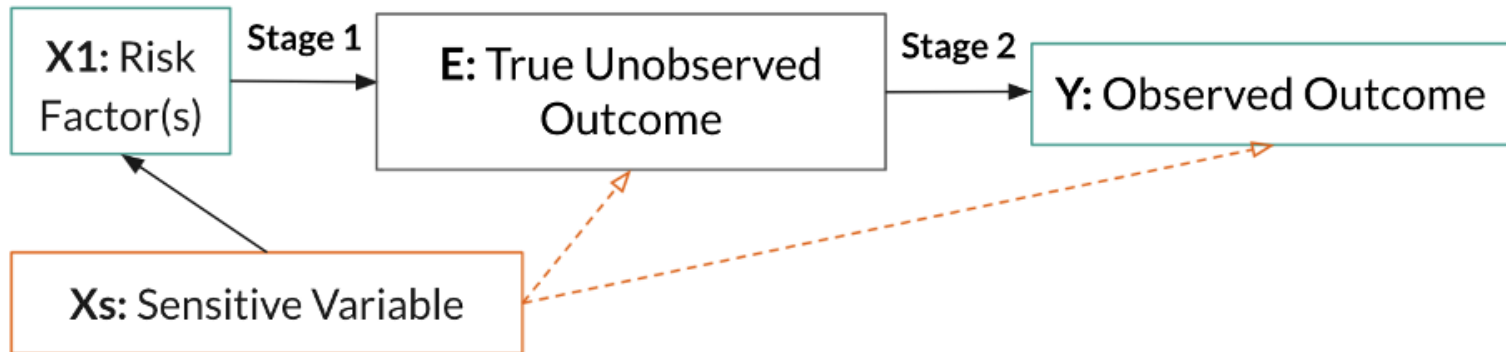 X1: Risk
Factor(s)
Stage 1
E: True Unobserved
Outcome
Stage 2
Y: Observed Outcome
Xs: Sensitive Variable